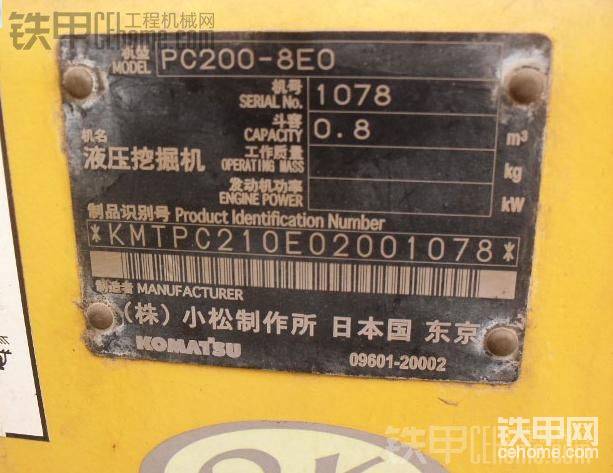 铁甲 工程机械网
CEhome.com
机型
MODEL PC200-8E0
机号
SERIAL No. 1078
斗容
CAPACITY 0.8 m³
机名
液压挖掘机
工作质量
OPERATING MASS kg
发动机功率
ENGINE POWER kW
制品识别号 Product Identification Number
*KMTPC210E02001078*
制造者 MANUFACTURER
(株) 小松制作所 日本国 东京
KOMATSU
09601-20002
铁甲网
cehome.com